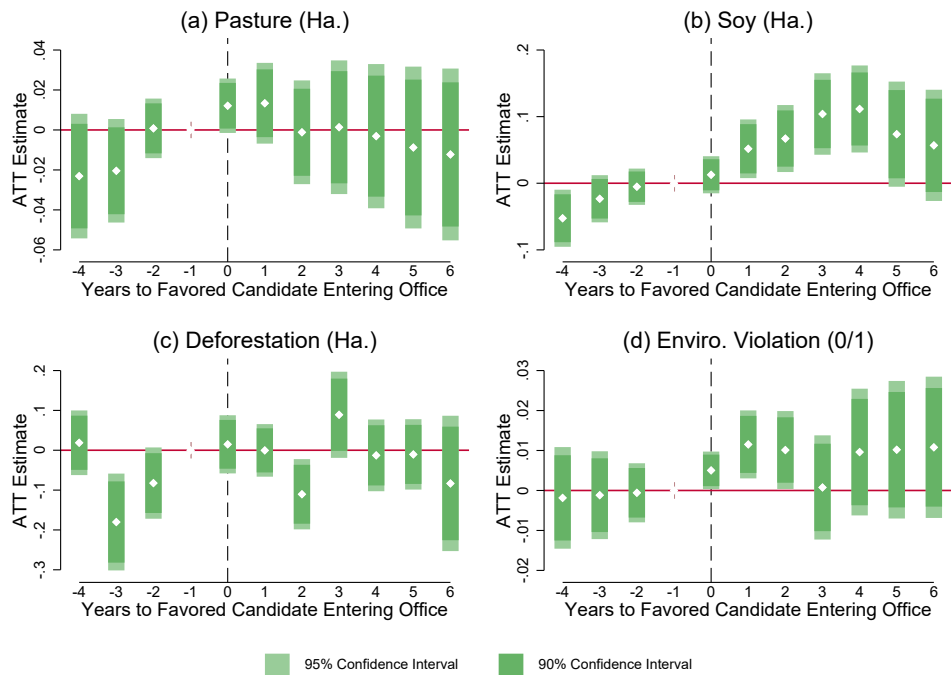 (a) Pasture (Ha.)
ATT Estimate
.04
.02
0
-.02
-.04
-.06
-4 -3 -2 -1 0 1 2 3 4 5 6
Years to Favored Candidate Entering Office
(b) Soy (Ha.)
ATT Estimate
.2
.1
0
-.1
-4 -3 -2 -1 0 1 2 3 4 5 6
Years to Favored Candidate Entering Office
(c) Deforestation (Ha.)
ATT Estimate
.2
.1
0
-.1
-.2
-.3
-4 -3 -2 -1 0 1 2 3 4 5 6
Years to Favored Candidate Entering Office
(d) Enviro. Violation (0/1)
ATT Estimate
.03
.02
.01
0
-.01
-.02
-4 -3 -2 -1 0 1 2 3 4 5 6
Years to Favored Candidate Entering Office
95% Confidence Interval
90% Confidence Interval